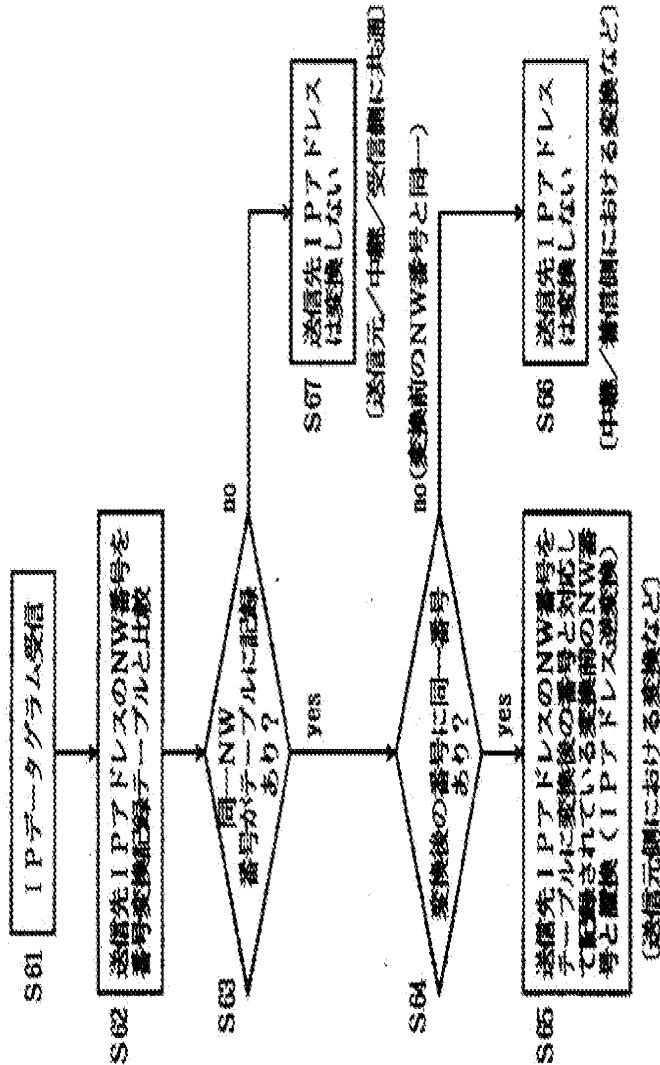 S61
IPデータグラム受信
S62
送信先IPアドレスのNW番号を
番号変換記録テーブルと比較
S63
同一NW
番号がテーブルに記録
あり?
no
yes
S67
送信先IPアドレス
は変換しない
(送信元/中継/受信側に共通)
S64
変換後の番号に同一番号
あり?
no(変換前のNW番号と同一)
yes
S66
送信先IPアドレス
は変換しない
(中継/着信側における変換など)
S65
送信先IPアドレスのNW番号を
テーブルに変換後の番号と対応し
て記録されている変換前のNW番
号と置換(IPアドレス逆変換)
(送信元側における変換など)